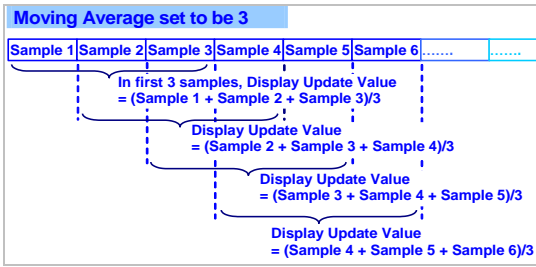 Moving Average set to be 3
Sample 1 Sample 2 Sample 3 Sample 4 Sample 5 Sample 6 ....... .......
In first 3 samples, Display Update Value
= (Sample 1 + Sample 2 + Sample 3)/3
Display Update Value
= (Sample 2 + Sample 3 + Sample 4)/3
Display Update Value
= (Sample 3 + Sample 4 + Sample 5)/3
Display Update Value
= (Sample 4 + Sample 5 + Sample 6)/3